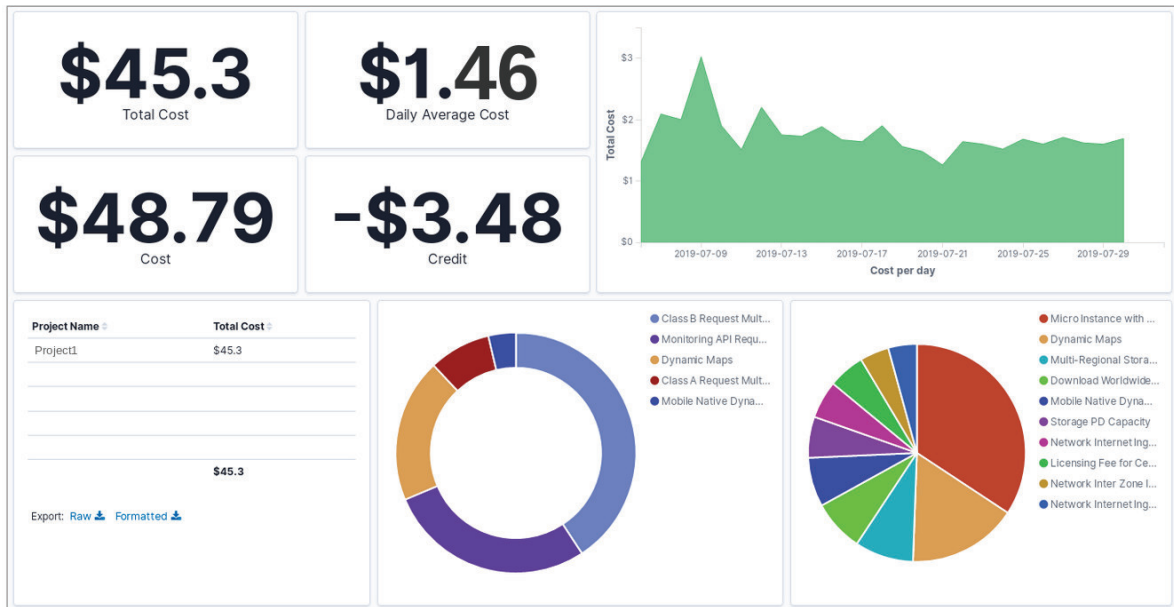 $45.3
Total Cost
$1.46
Daily Average Cost
$48.79
Cost
-$3.48
Credit
Total Cost
$3
$2
$1
$0
2019-07-09 2019-07-13 2019-07-17 2019-07-21 2019-07-25 2019-07-29
Cost per day
Project Name Total Cost
Project1 $45.3
$45.3
Export: Raw Formatted
Class B Request Mult...
Monitoring API Requ...
Dynamic Maps
Class A Request Mult...
Mobile Native Dyna...
Micro Instance with ...
Dynamic Maps
Multi-Regional Stora...
Download Worldwide...
Mobile Native Dyna...
Storage PD Capacity
Network Internet Ing...
Licensing Fee for Ce...
Network Inter Zone I...
Network Internet Ing...